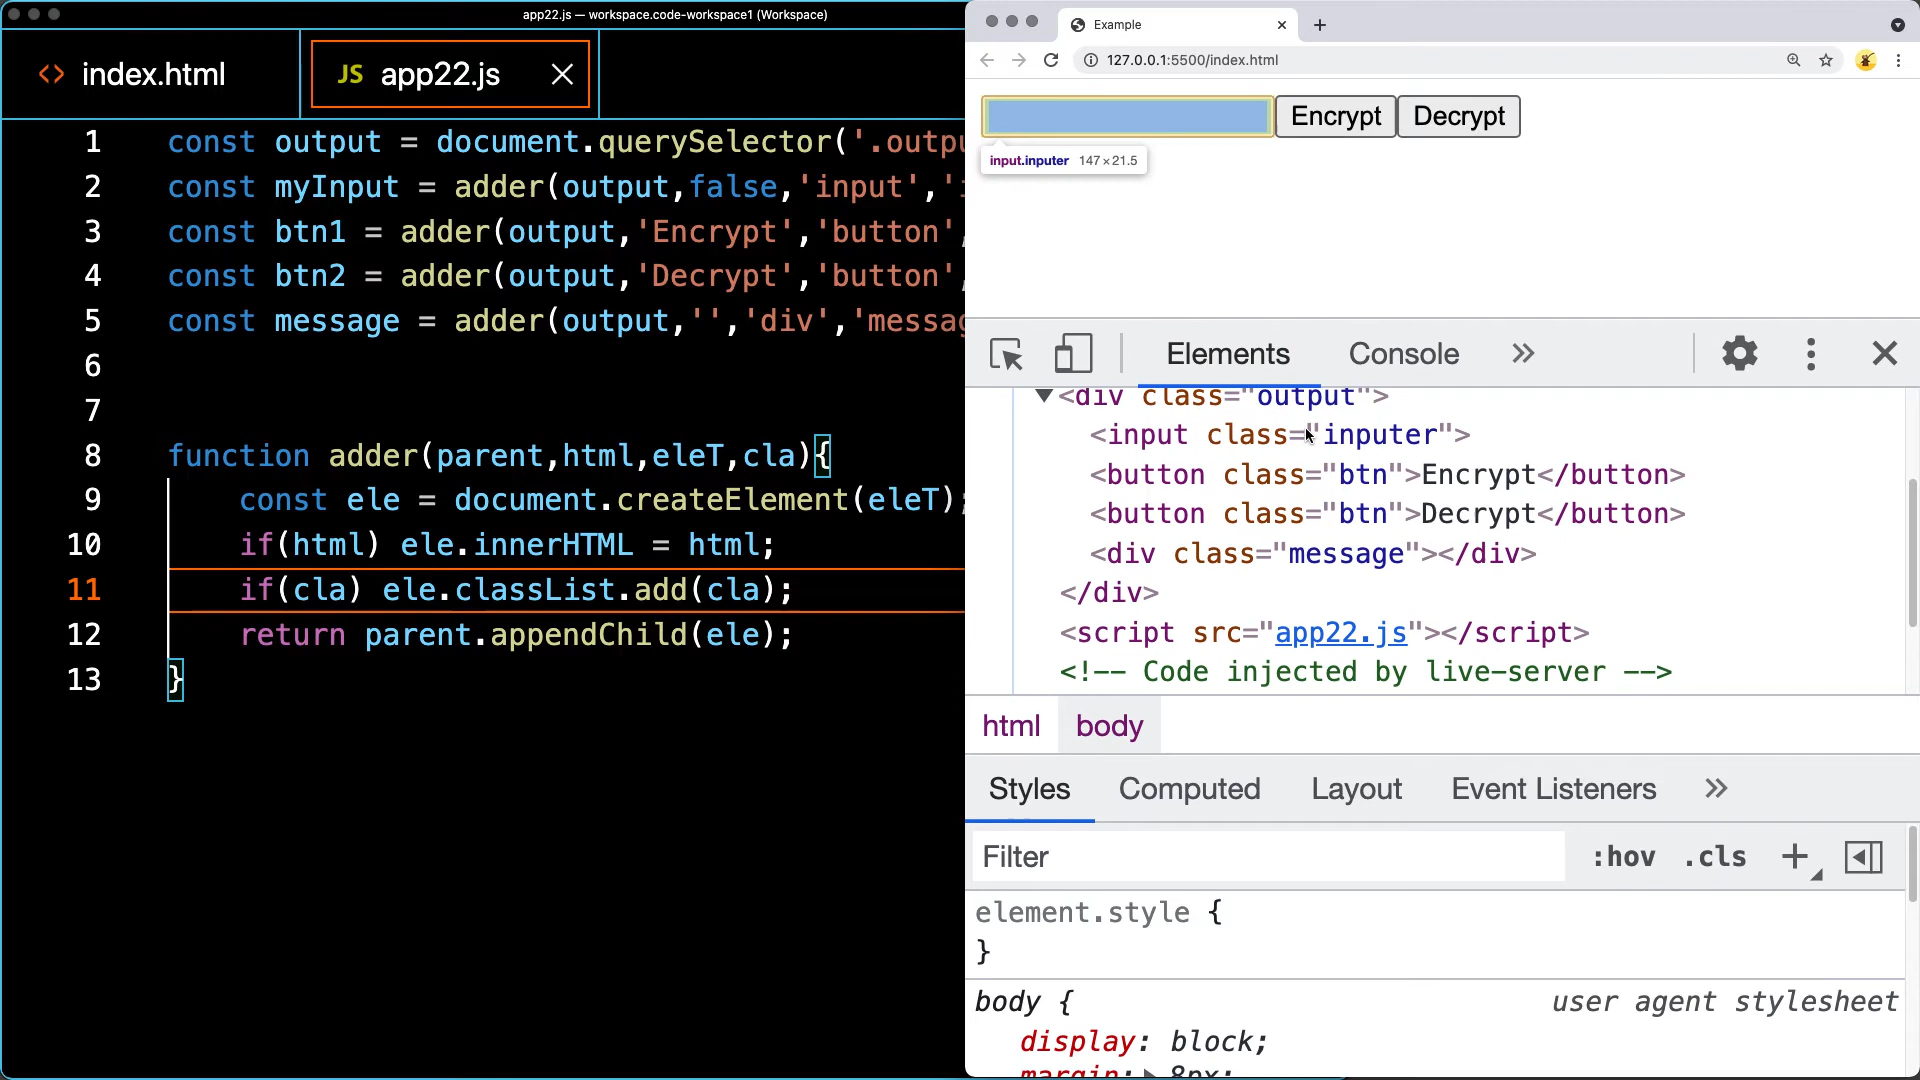 app22.js — workspace.code-workspace1 (Workspace)
<> index.html
JS app22.js
1 const output = document.querySelector('.outpu
2 const myInput = adder(output,false,'input','i
3 const btn1 = adder(output,'Encrypt','button',
4 const btn2 = adder(output,'Decrypt','button',
5 const message = adder(output,'','div','messag
6
7
8 function adder(parent,html,eleT,cla){
9 const ele = document.createElement(eleT);
10 if(html) ele.innerHTML = html;
11 if(cla) ele.classList.add(cla);
12 return parent.appendChild(ele);
13 }
Example
127.0.0.1:5500/index.html
Encrypt Decrypt
input.inputer 147 × 21.5
Elements Console
<div class="output">
<input class="inputer">
<button class="btn">Encrypt</button>
<button class="btn">Decrypt</button>
<div class="message"></div>
</div>
<script src="app22.js"></script>
<!-- Code injected by live-server -->
html body
Styles Computed Layout Event Listeners
Filter :hov .cls
element.style {
}
body { user agent stylesheet
display: block;
margin: 8px;